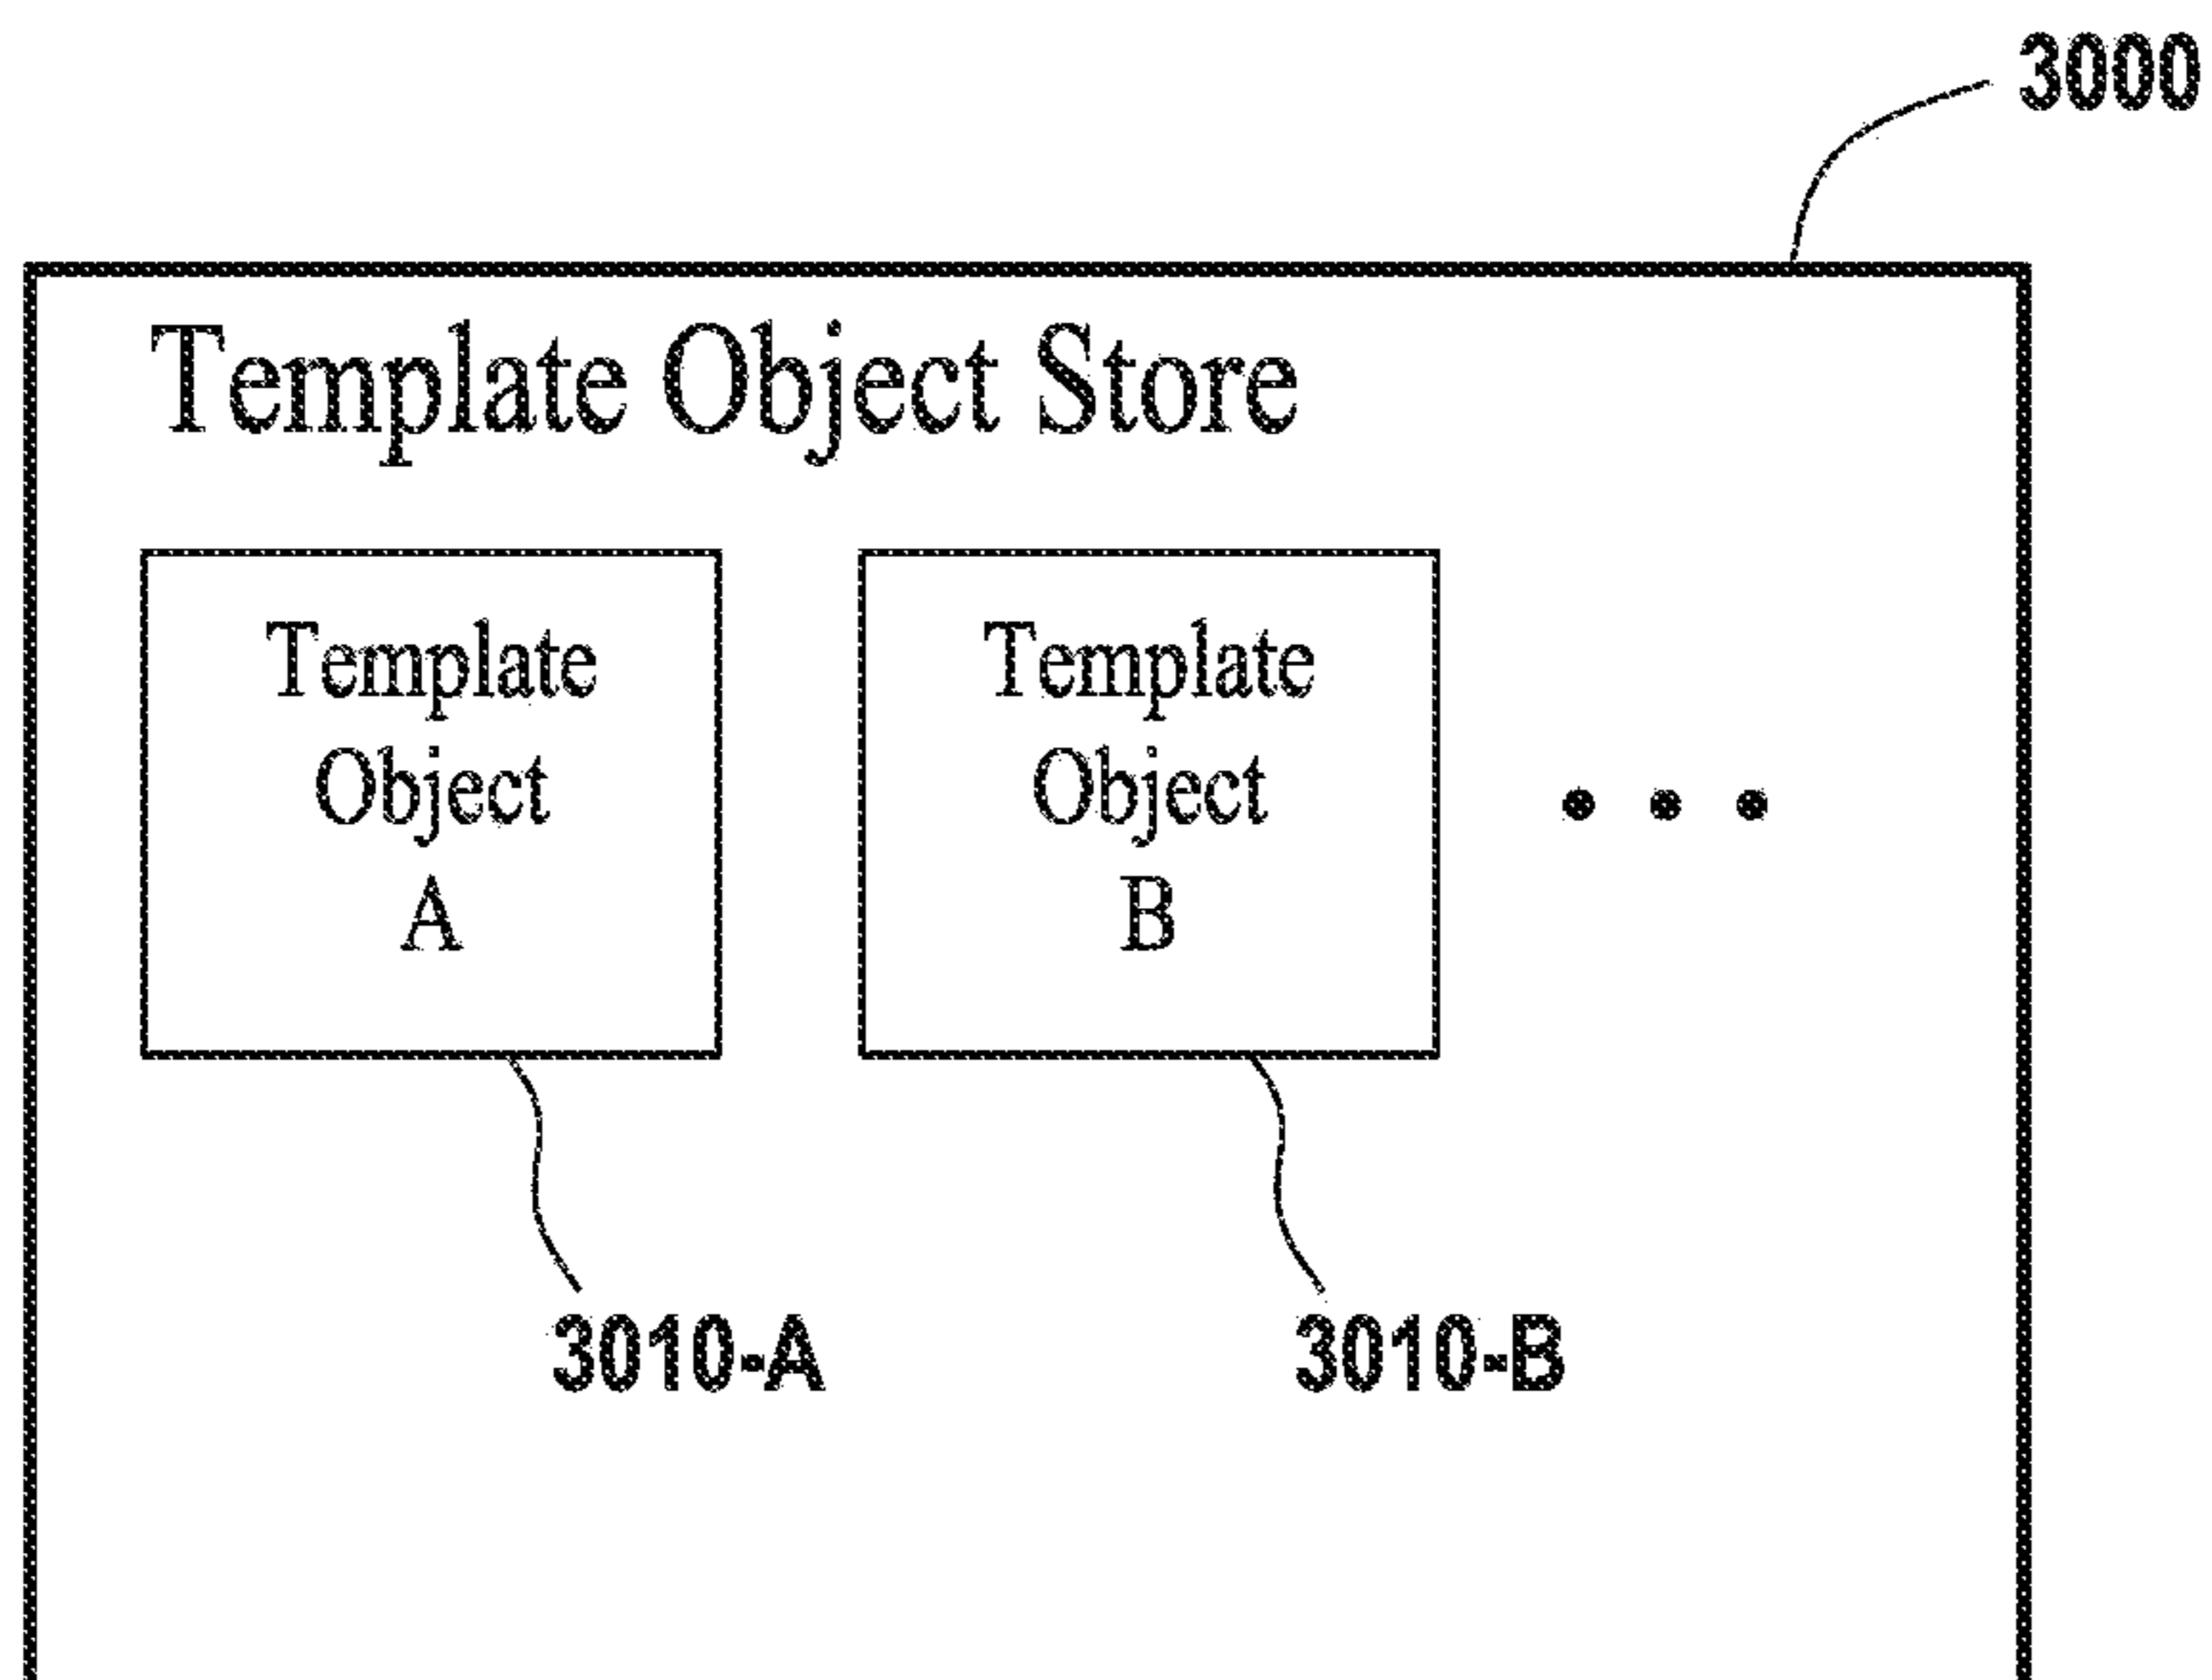 3000
Template Object Store
Template
Object
A
Template
Object
B
• • •
3010-A
3010-B